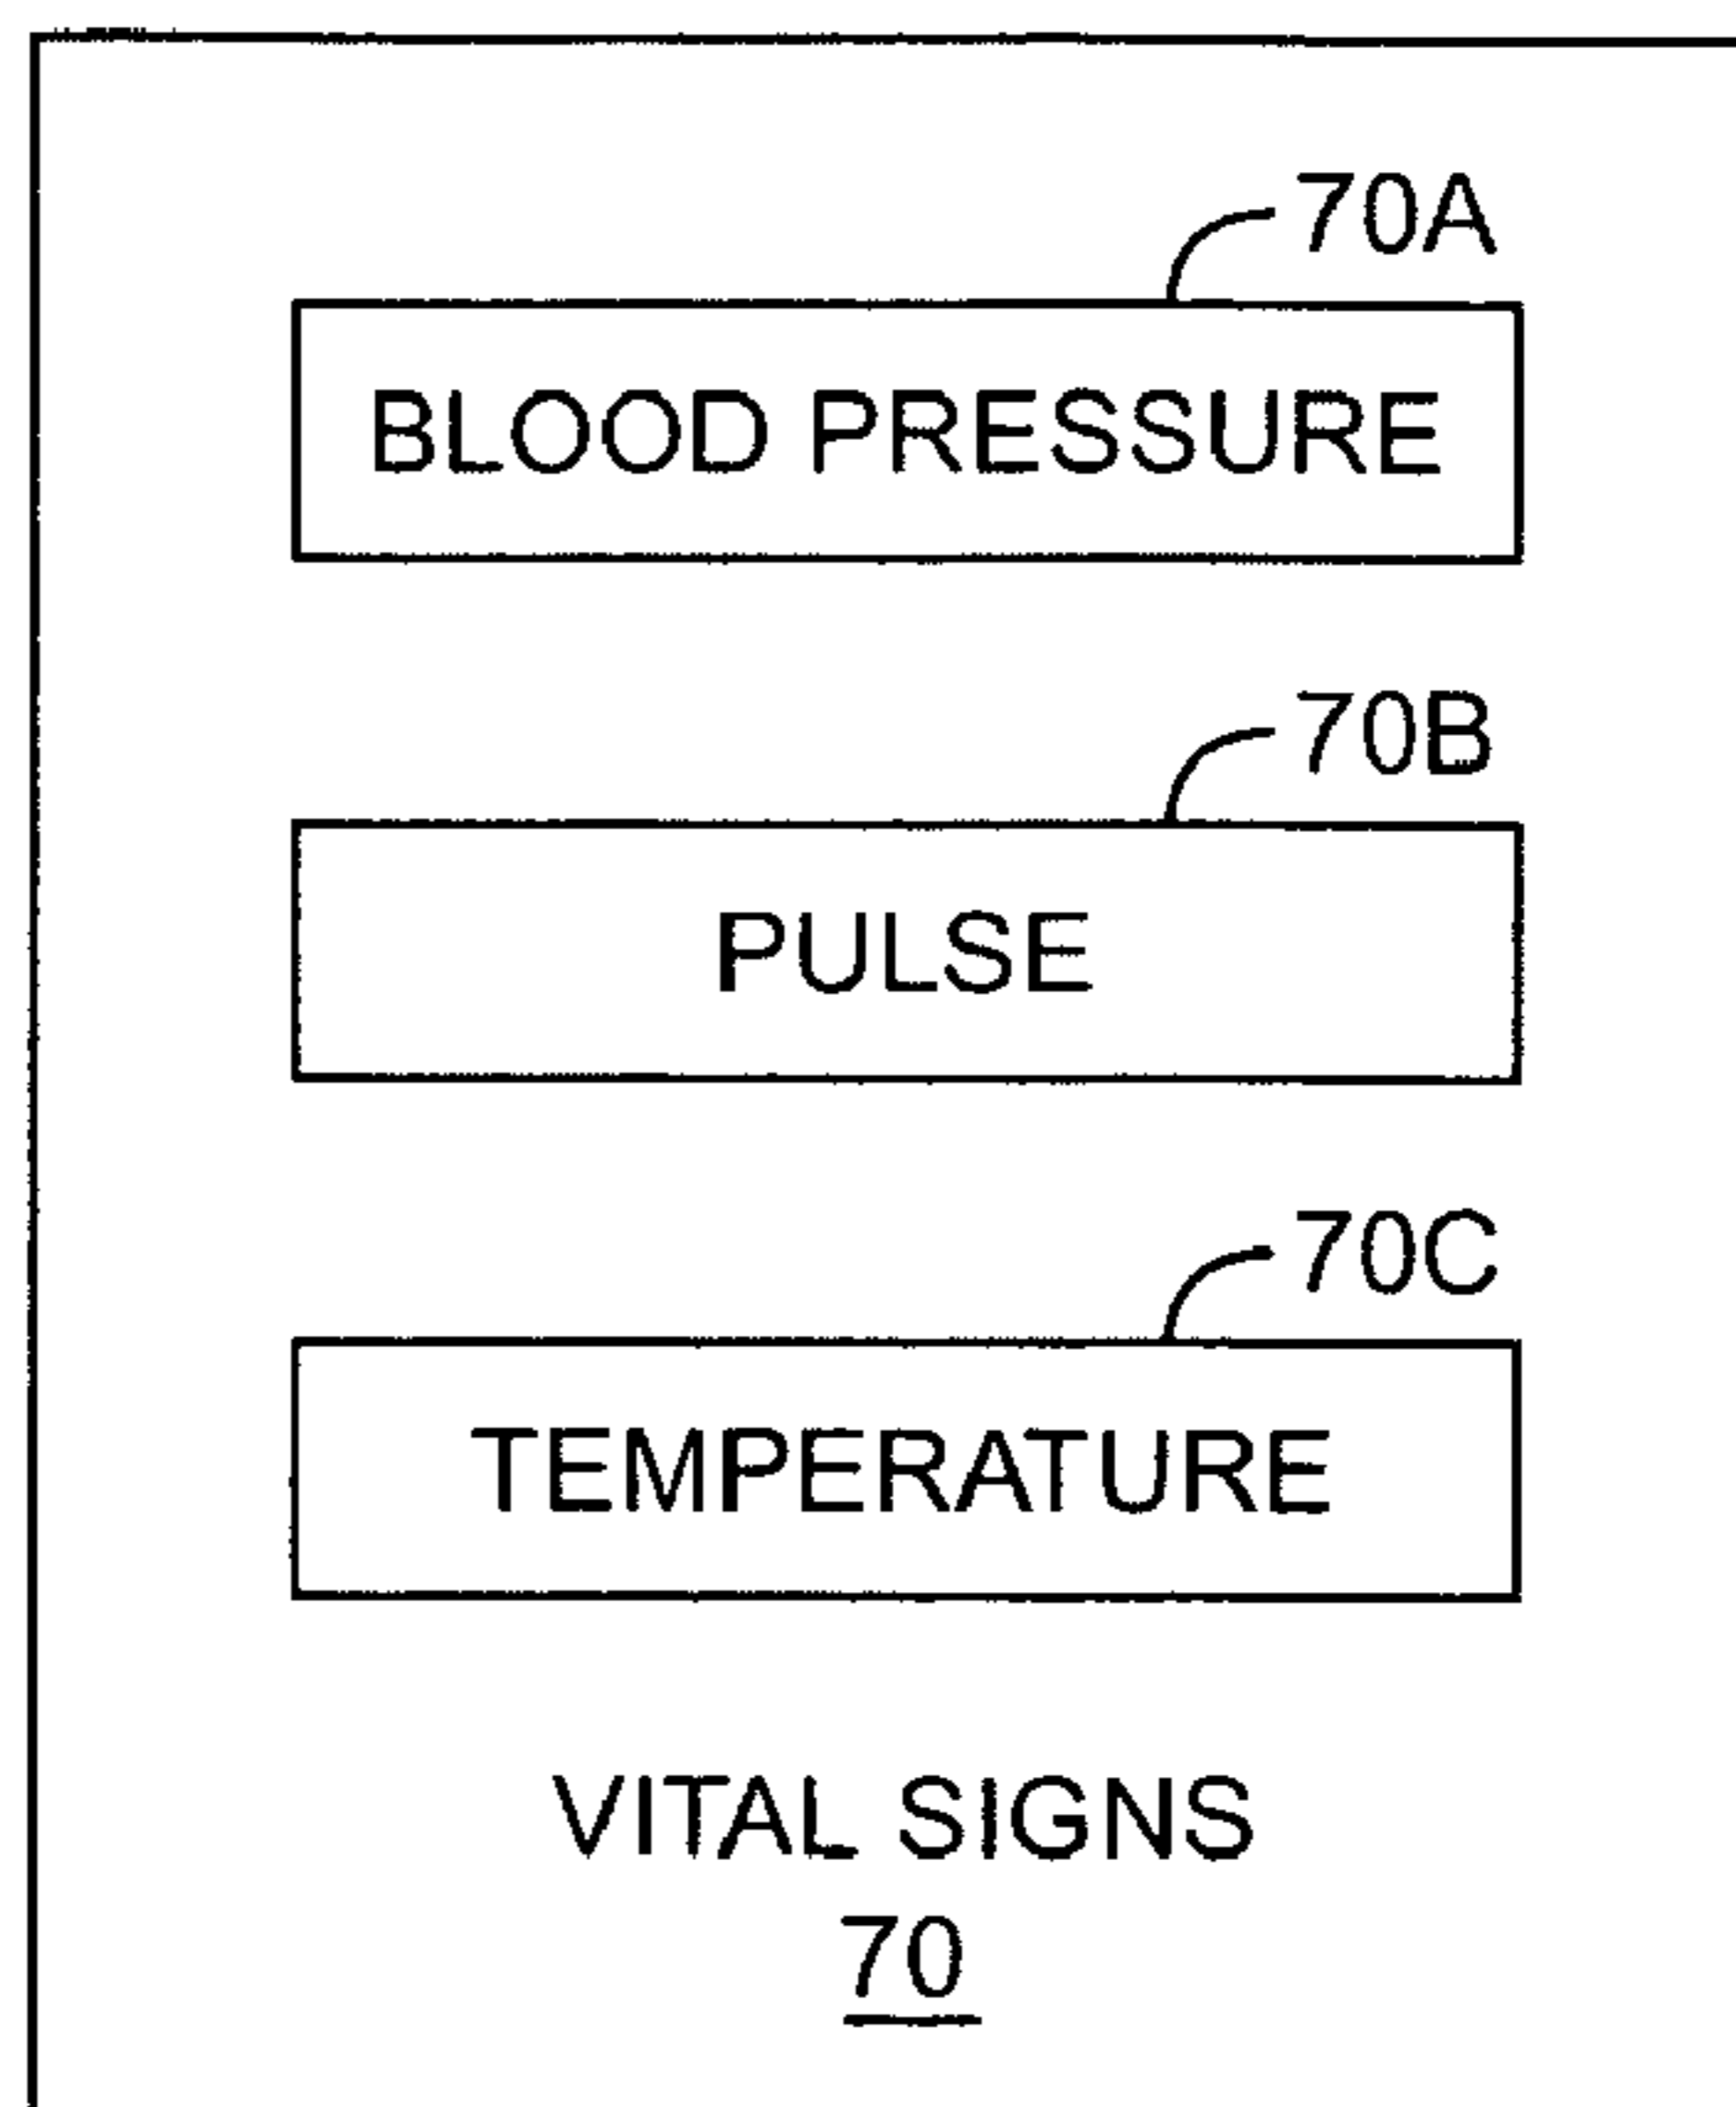 70A
BLOOD PRESSURE
70B
PULSE
70C
TEMPERATURE
VITAL SIGNS
70